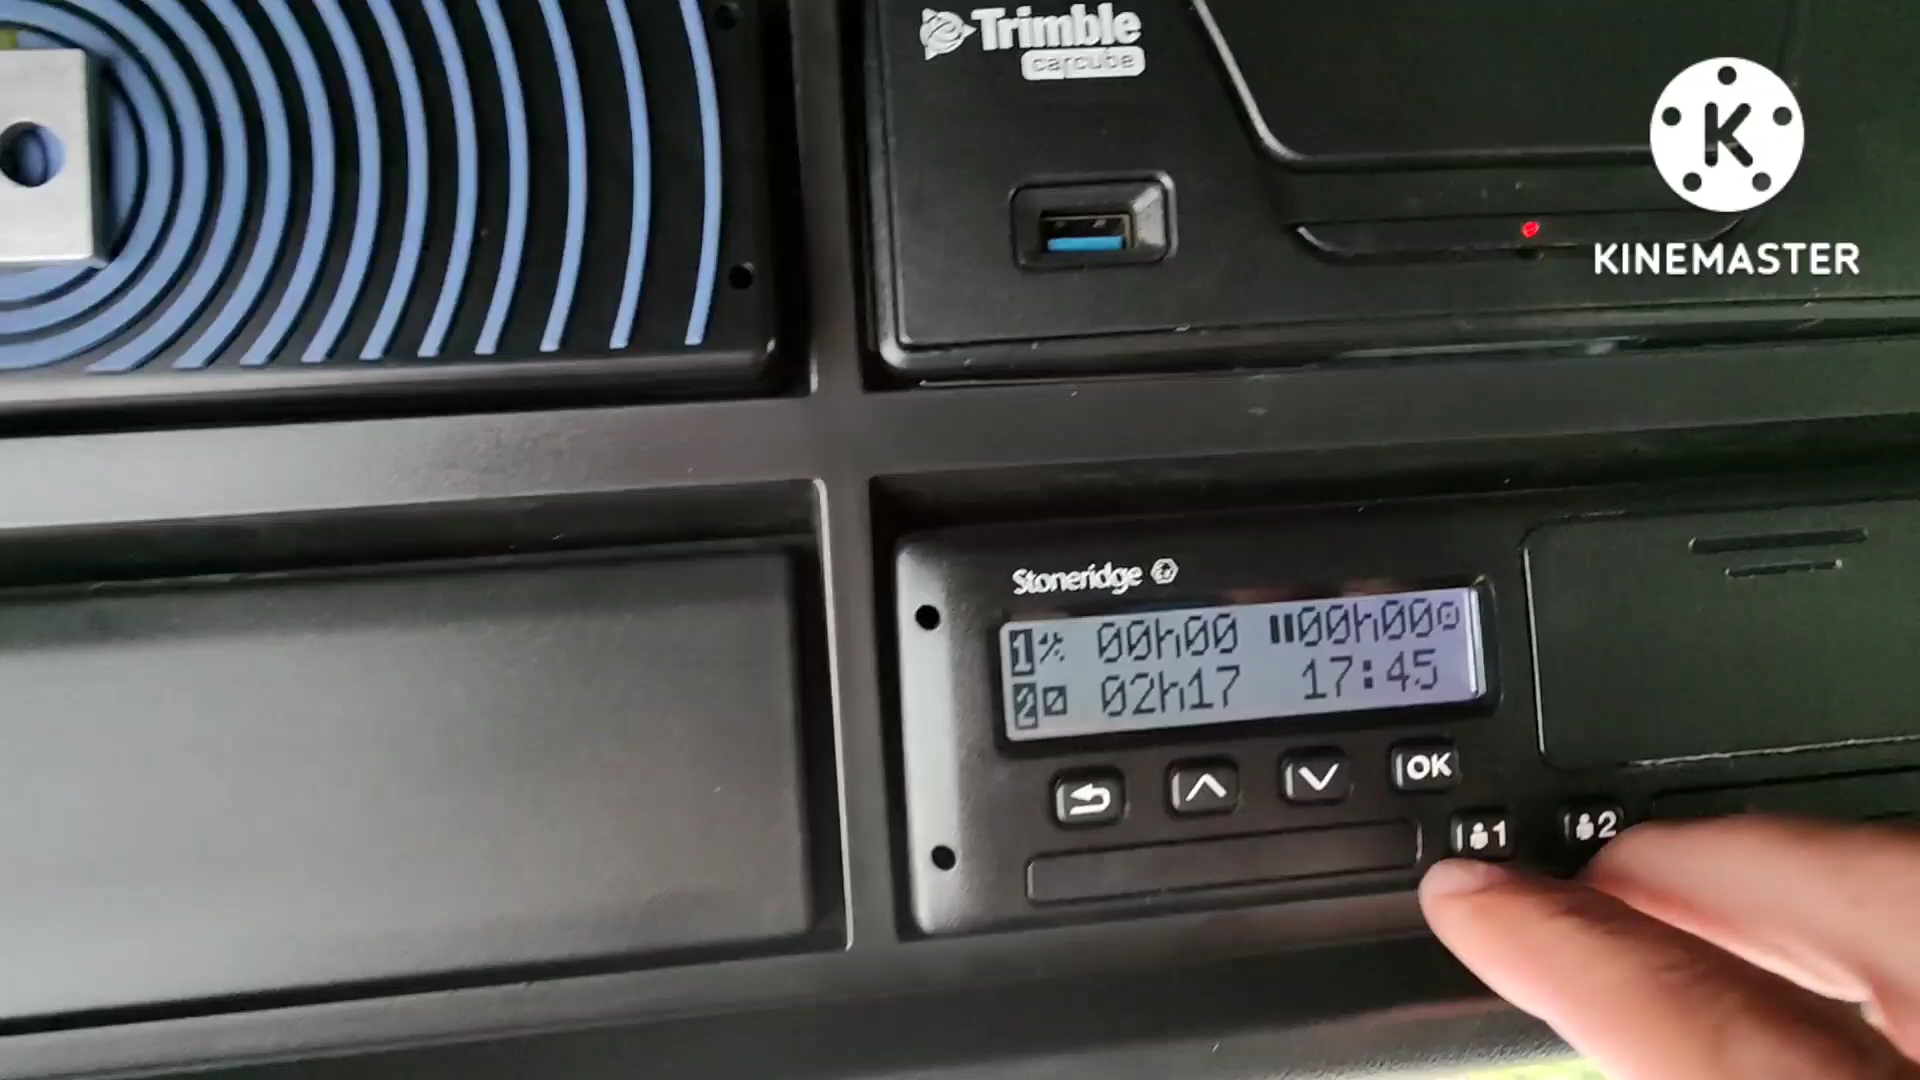 Trimble
carcube
K
KINEMASTER
Stoneridge
1 00h00 00h00
2 02h17 17:45
OK
1 2